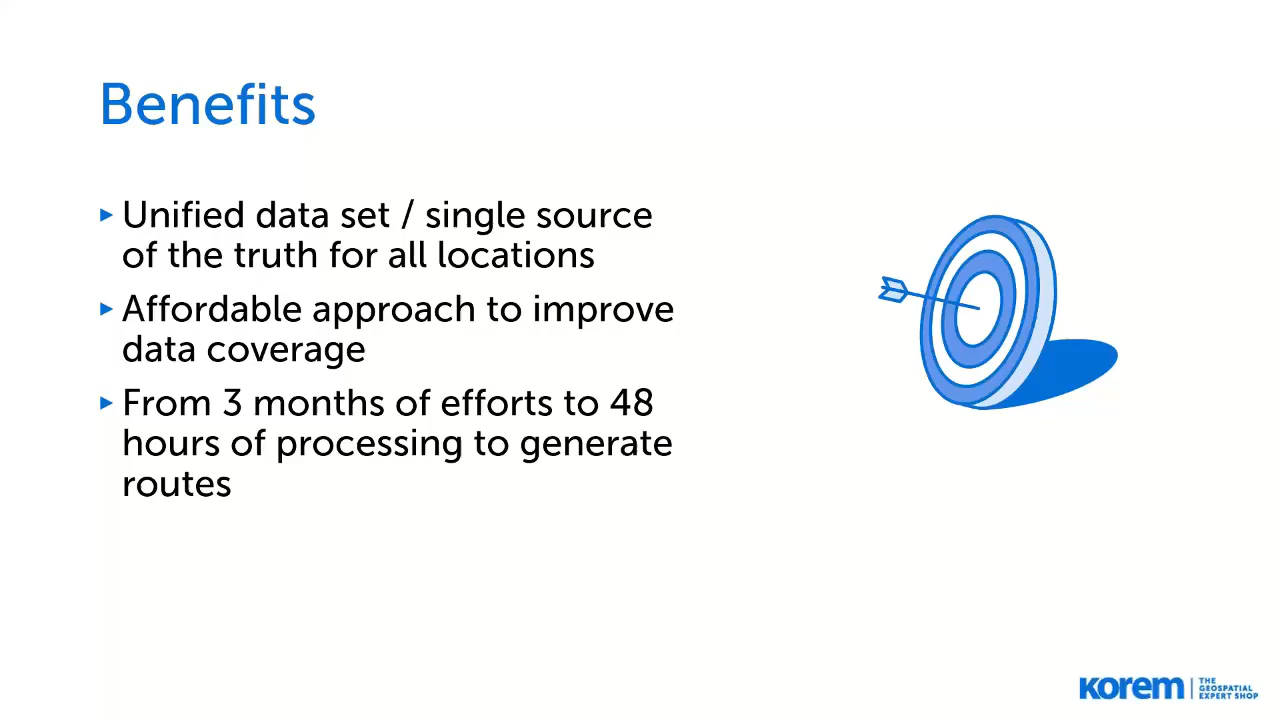 Benefits
▸ Unified data set / single source
of the truth for all locations
▸ Affordable approach to improve
data coverage
▸ From 3 months of efforts to 48
hours of processing to generate
routes
korem
THE
GEOSPATIAL
EXPERT SHOP